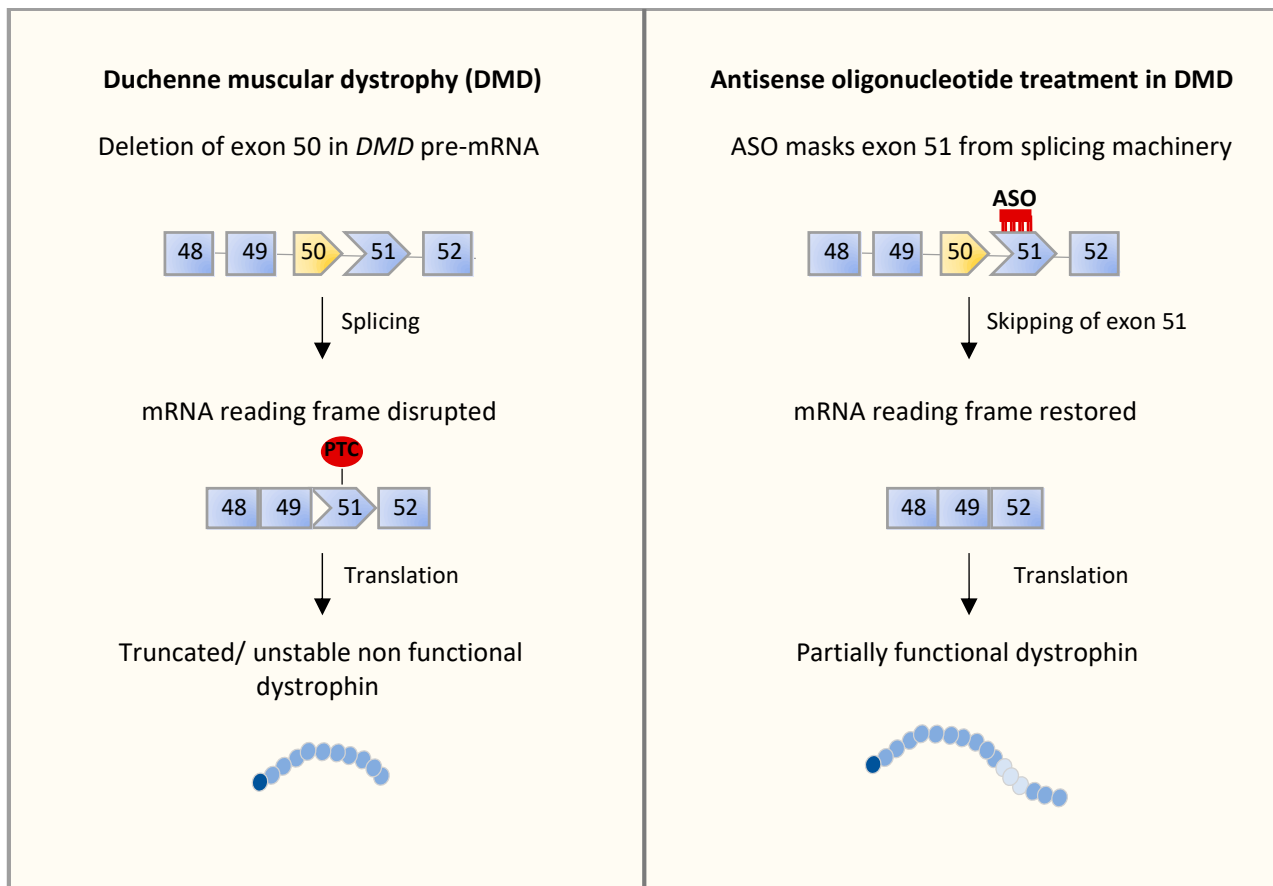 Duchenne muscular dystrophy (DMD)
Deletion of exon 50 in DMD pre-mRNA
48 49 50 51 52
Splicing
mRNA reading frame disrupted
PTC
48 49 51 52
Translation
Truncated/ unstable non functional
dystrophin
Antisense oligonucleotide treatment in DMD
ASO masks exon 51 from splicing machinery
ASO
48 49 50 51 52
Skipping of exon 51
mRNA reading frame restored
48 49 52
Translation
Partially functional dystrophin